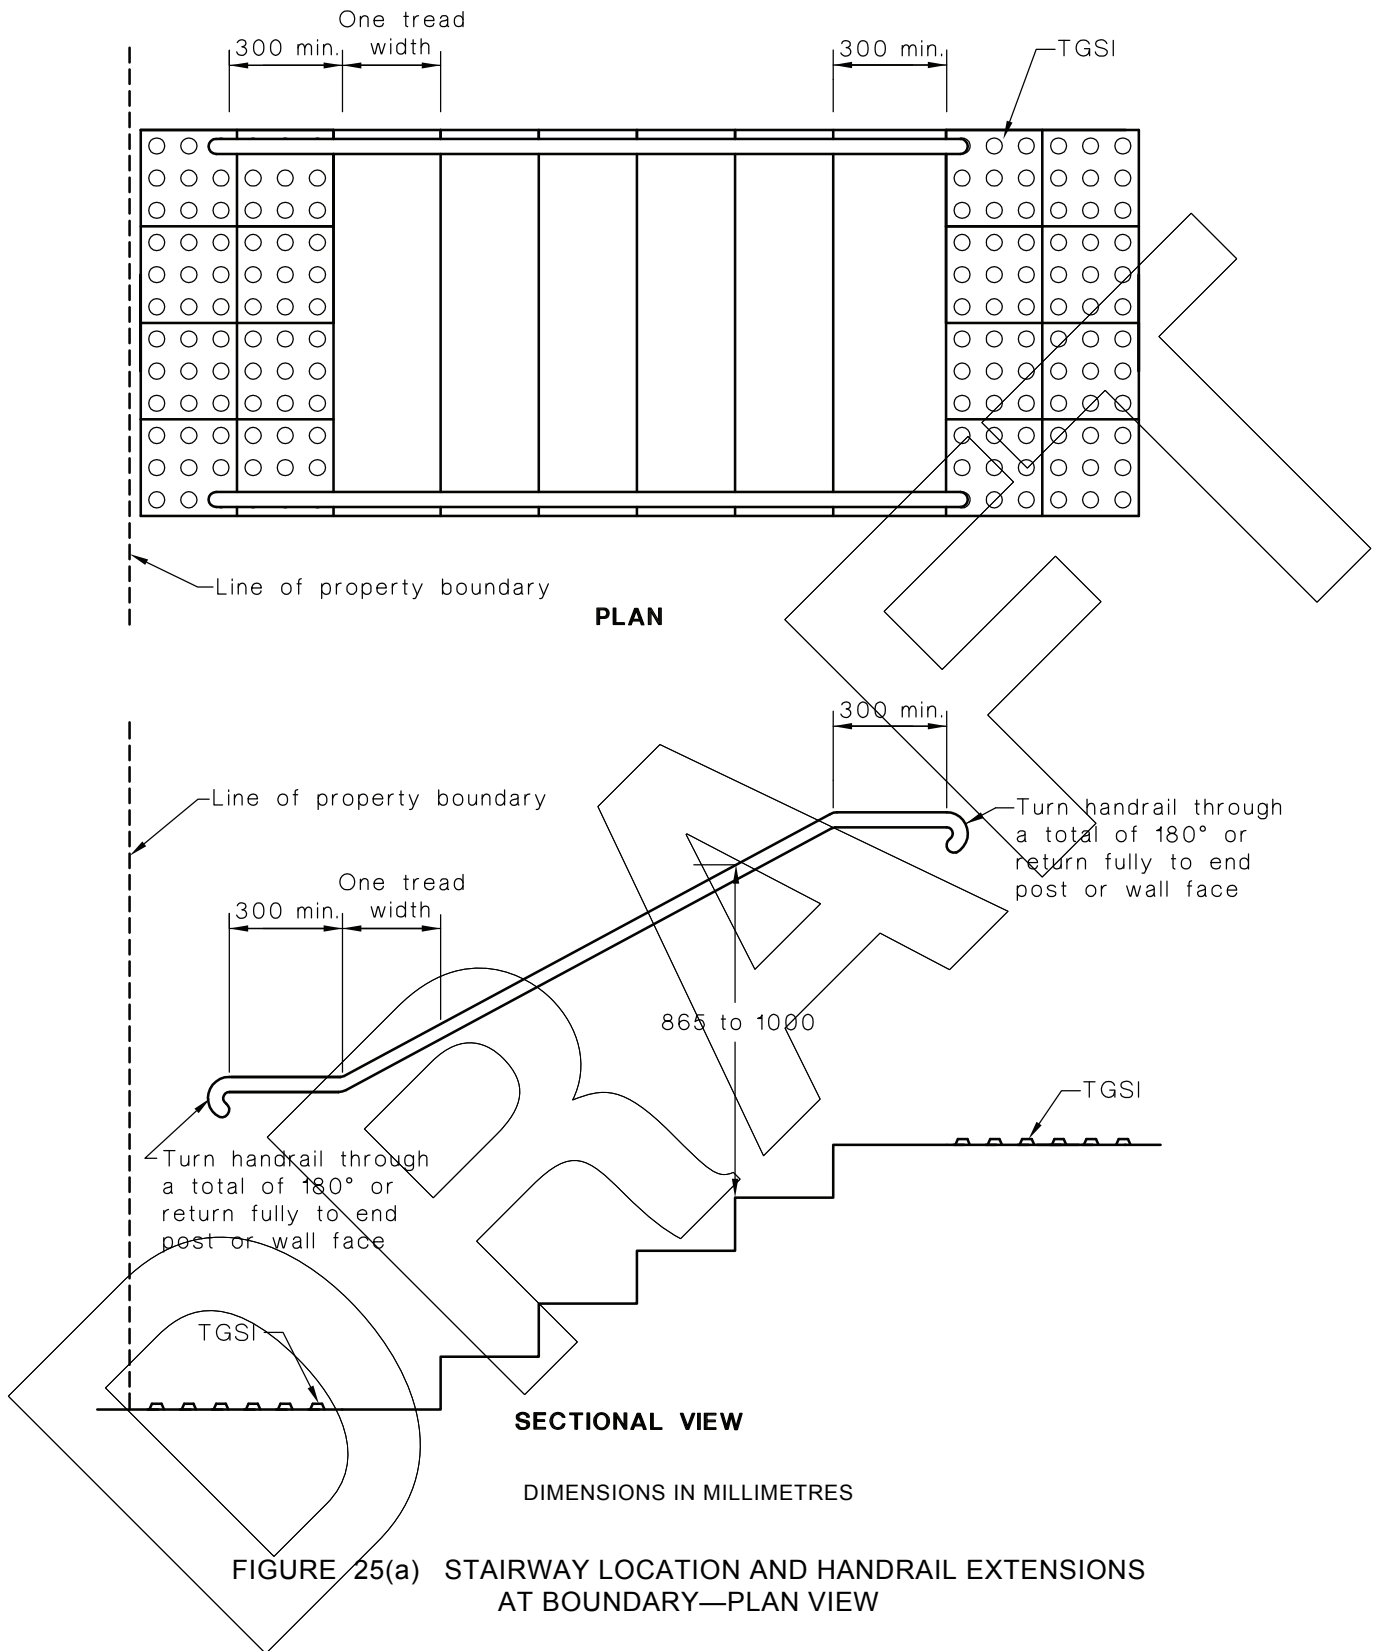 One tread
300 min.
width
300 min.
TGSI
Line of property boundary
PLAN
300 min.
Line of property boundary
Turn handrail through
a total of 180° or
return fully to end
post or wall face
One tread
300 min.
width
865 to 1000
TGSI
Turn handrail through
a total of 180° or
return fully to end
post or wall face
TGSI
SECTIONAL VIEW
DIMENSIONS IN MILLIMETRES
FIGURE 25(a) STAIRWAY LOCATION AND HANDRAIL EXTENSIONS
AT BOUNDARY—PLAN VIEW
DRAFT